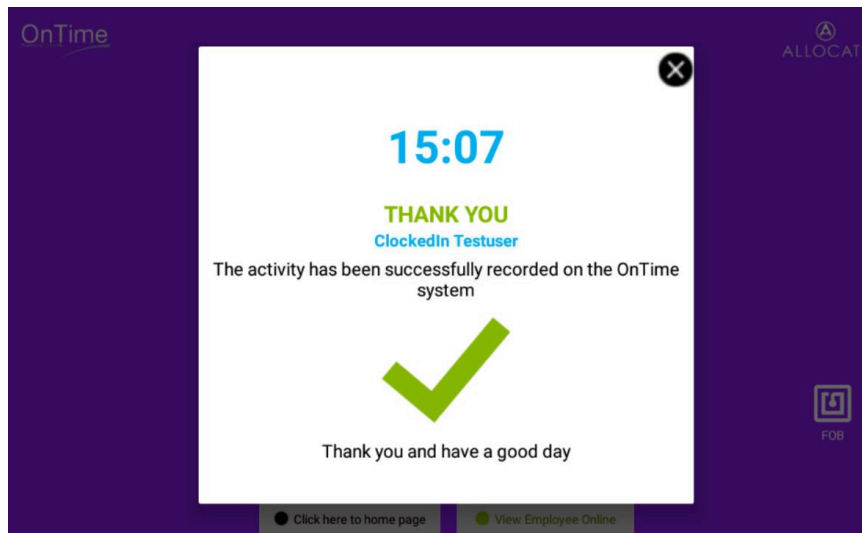 OnTime
ALLOCAT
15:07
THANK YOU
ClockedIn Testuser
The activity has been successfully recorded on the OnTime
system
Thank you and have a good day
FOB
Click here to home page
View Employee Online